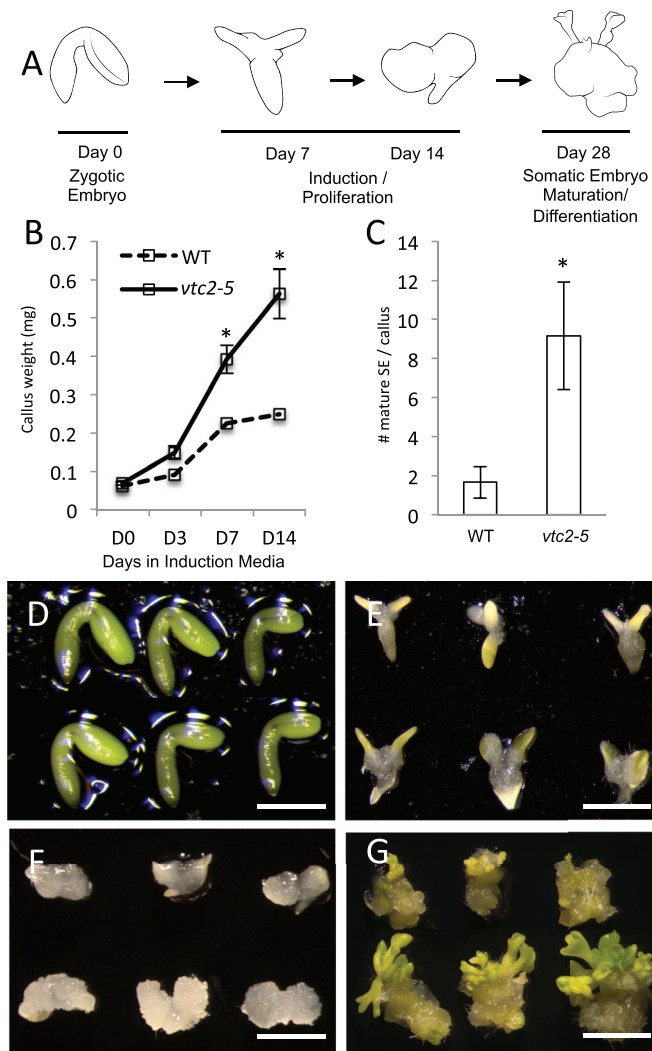 A
Day 0
Zygotic
Embryo
Day 7
Day 14
Induction /
Proliferation
Day 28
Somatic Embryo
Maturation/
Differentiation
B
0.7
0.6
0.5
0.4
0.3
0.2
0.1
0
Callus weight (mg)
WT
vtc2-5
*
*
D0 D3 D7 D14
Days in Induction Media
C
14
12
10
8
6
4
2
0
# mature SE / callus
*
WT
vtc2-5
D
E
F
G